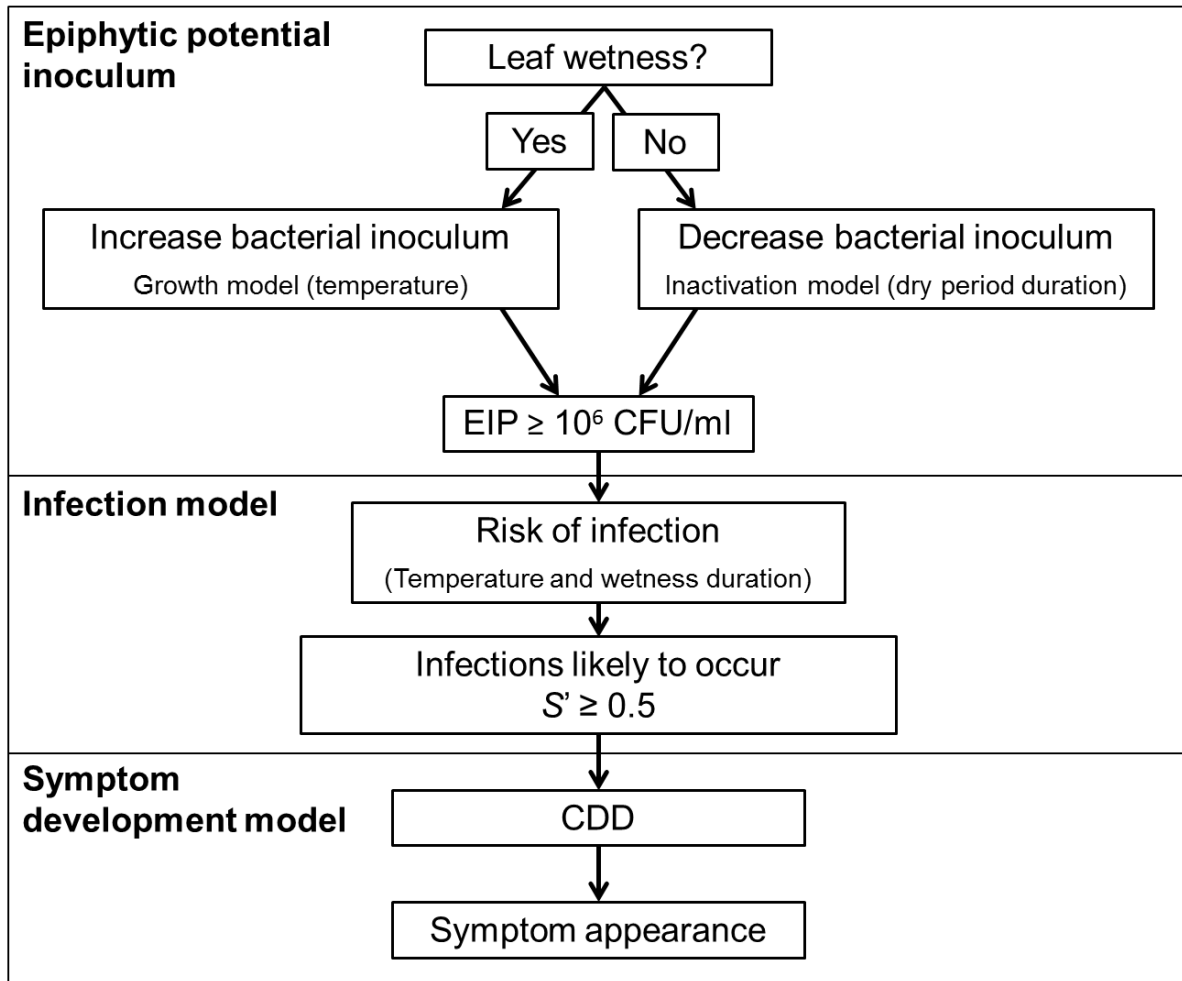 Epiphytic potential
inoculum
Leaf wetness?
Yes
No
Increase bacterial inoculum
Growth model (temperature)
Decrease bacterial inoculum
Inactivation model (dry period duration)
EIP ≥ 10⁶ CFU/ml
Infection model
Risk of infection
(Temperature and wetness duration)
Infections likely to occur
S’ ≥ 0.5
Symptom
development model
CDD
Symptom appearance